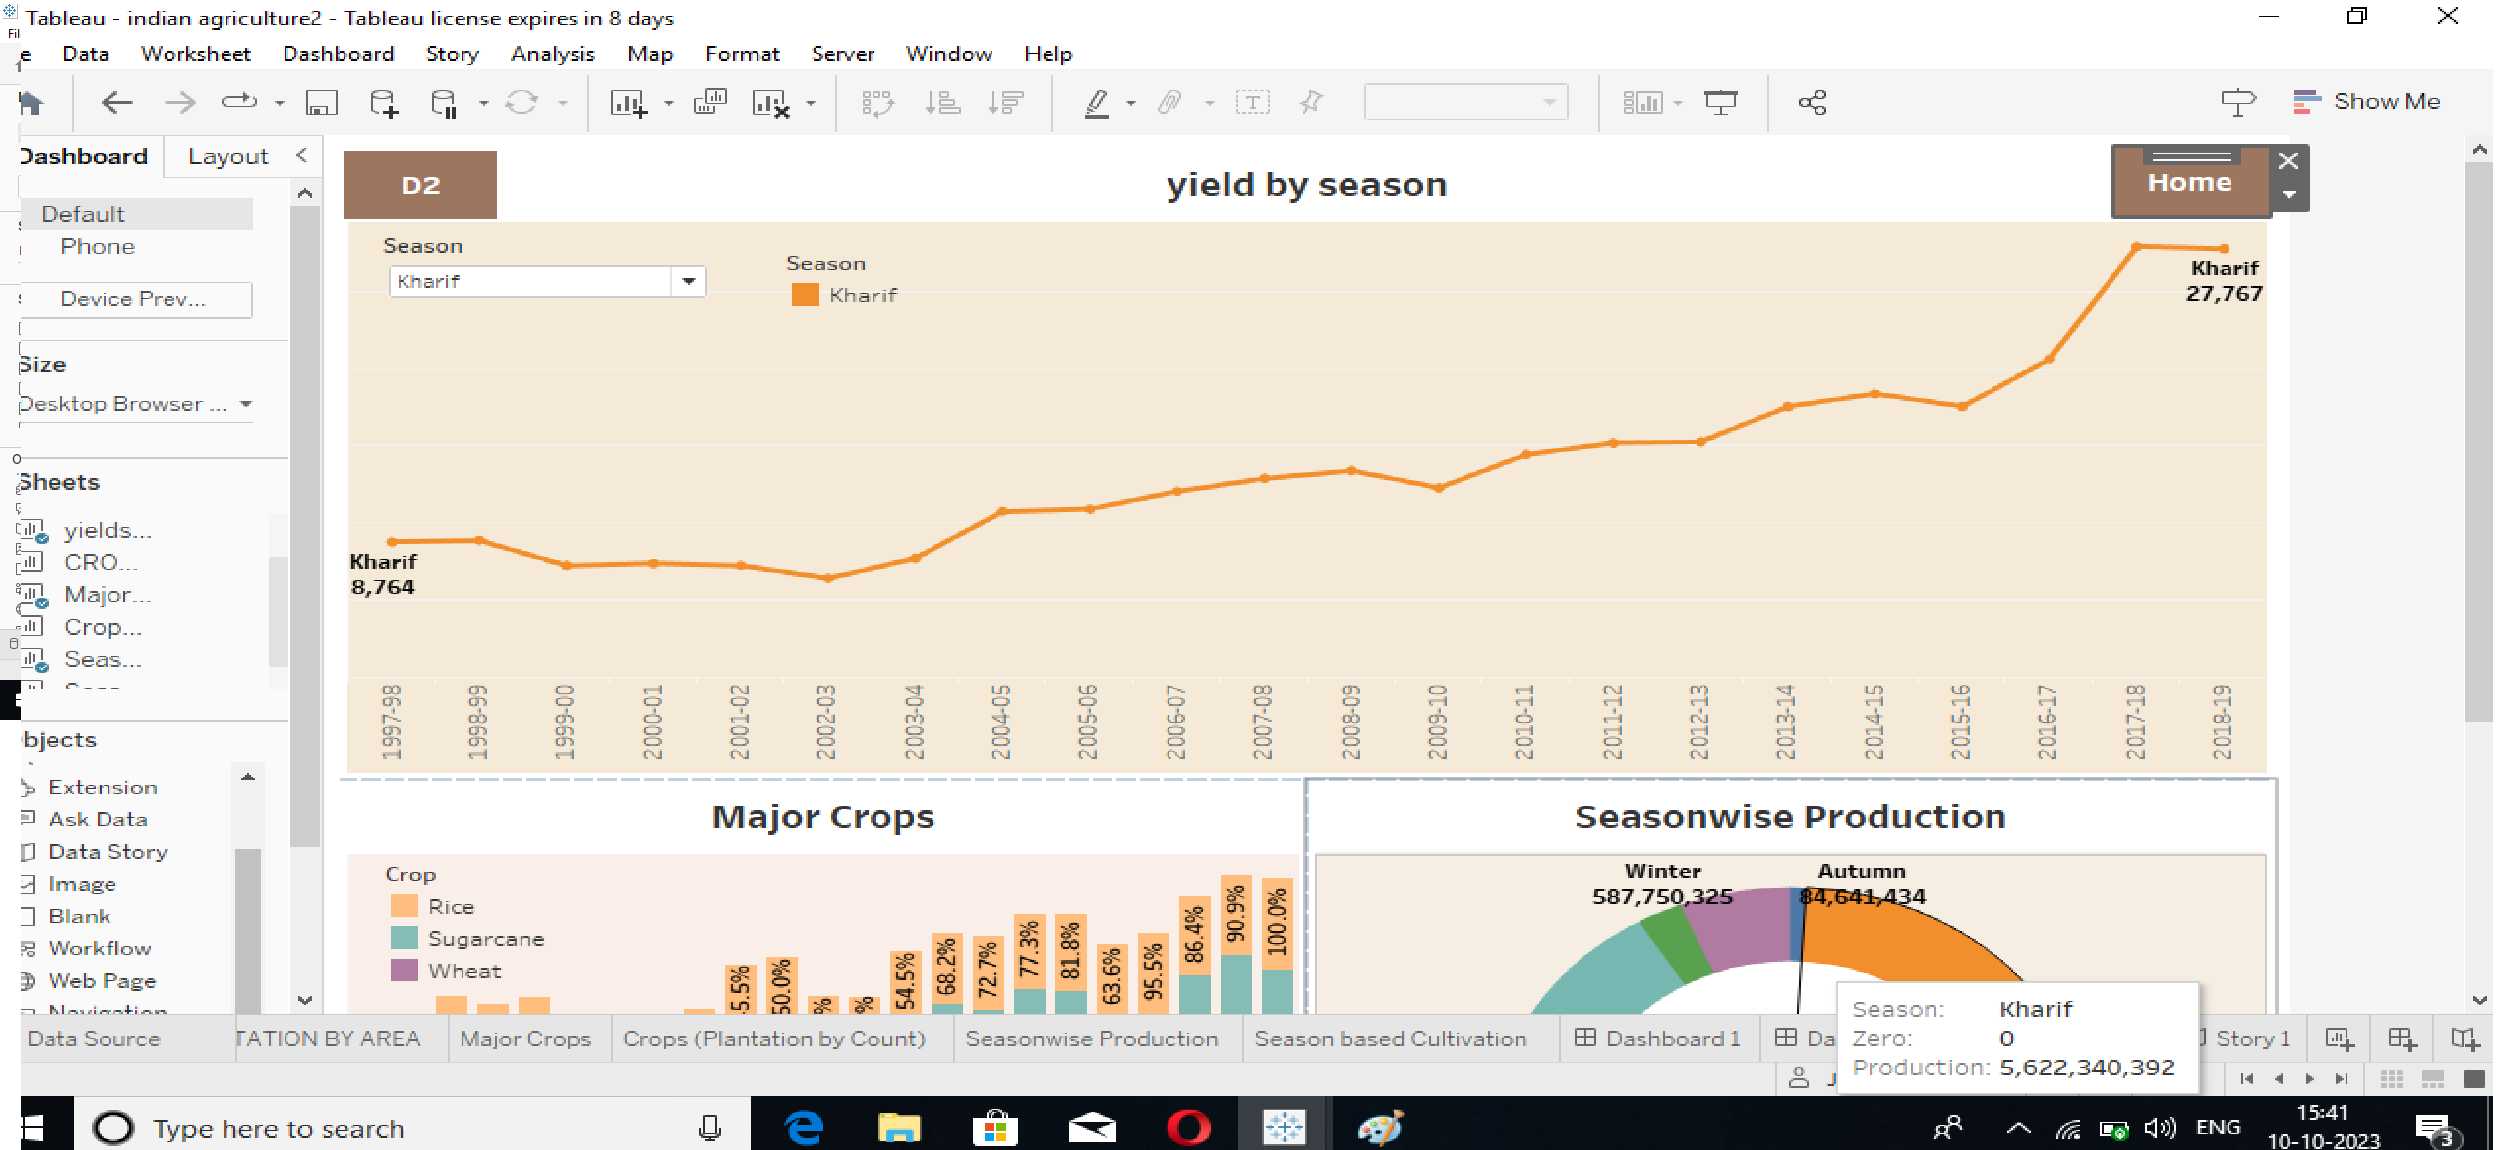 Tableau - indian agriculture2 - Tableau license expires in 8 days
Fil
e Data Worksheet Dashboard Story Analysis Map Format Server Window Help
Show Me
Dashboard Layout
D2
yield by season
Home
Default
Phone
Device Prev...
Size
Desktop Browser ...
Sheets
yields...
CRO...
Major...
Crop...
Seas...
Objects
Extension
Ask Data
Data Story
Image
Blank
Workflow
Web Page
Navigation
Season
Kharif
Season
Kharif
Kharif
27,767
Kharif
8,764
1997-98 1998-99 1999-00 2000-01 2001-02 2002-03 2003-04 2004-05 2005-06 2006-07 2007-08 2008-09 2009-10 2010-11 2011-12 2012-13 2013-14 2014-15 2015-16 2016-17 2017-18 2018-19
Major Crops
Crop
Rice
Sugarcane
Wheat
5.5% 50.0% % % 54.5% 68.2% 72.7% 77.3% 81.8% 63.6% 95.5% 86.4% 90.9% 100.0%
Seasonwise Production
Winter
587,750,325
Autumn
84,641,434
Season: Kharif
Zero: 0
Production: 5,622,340,392
Data Source TATION BY AREA Major Crops Crops (Plantation by Count) Seasonwise Production Season based Cultivation Dashboard 1 Da Story 1
J
Type here to search
ENG
15:41
10-10-2023
3